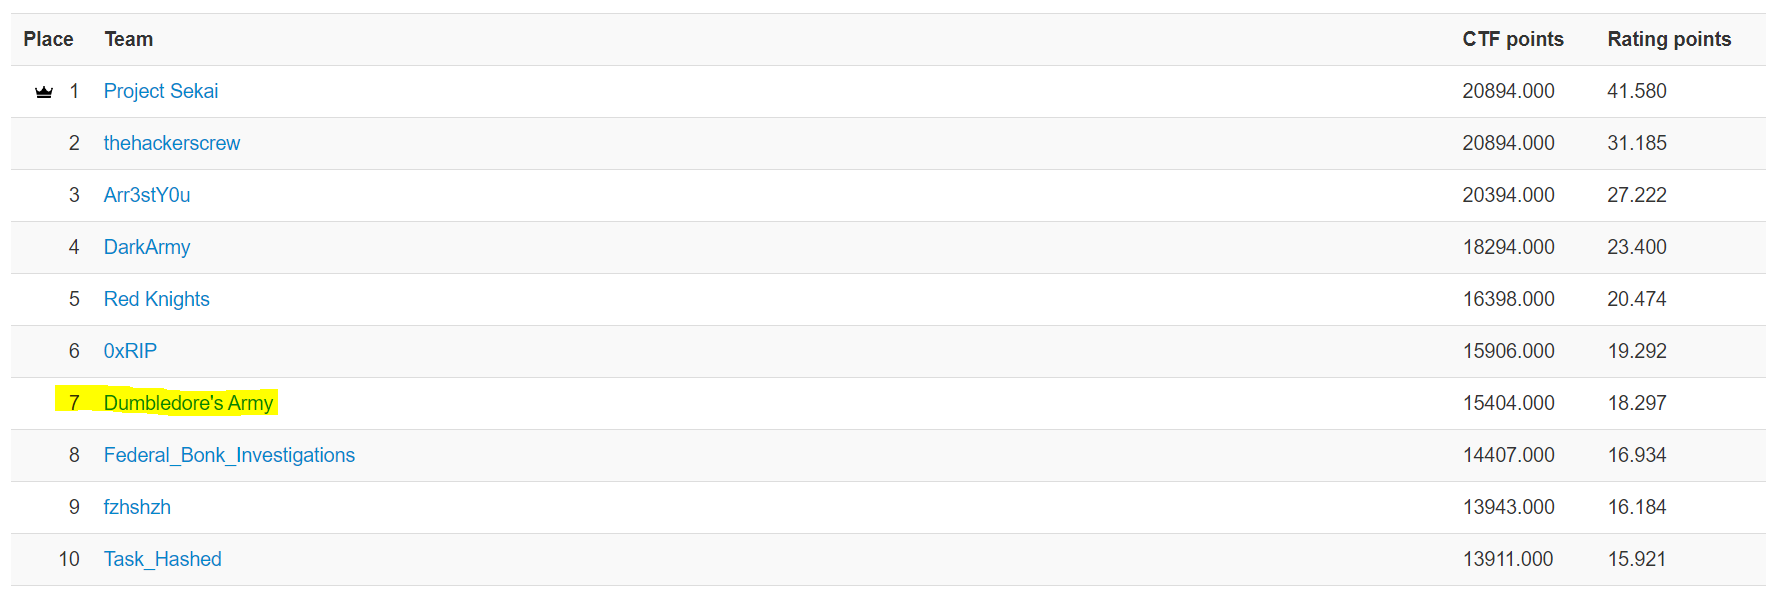 Place Team CTF points Rating points
1 Project Sekai 20894.000 41.580
2 thehackerscrew 20894.000 31.185
3 Arr3stY0u 20394.000 27.222
4 DarkArmy 18294.000 23.400
5 Red Knights 16398.000 20.474
6 0xRIP 15906.000 19.292
7 Dumbledore's Army 15404.000 18.297
8 Federal_Bonk_Investigations 14407.000 16.934
9 fzhshzh 13943.000 16.184
10 Task_Hashed 13911.000 15.921